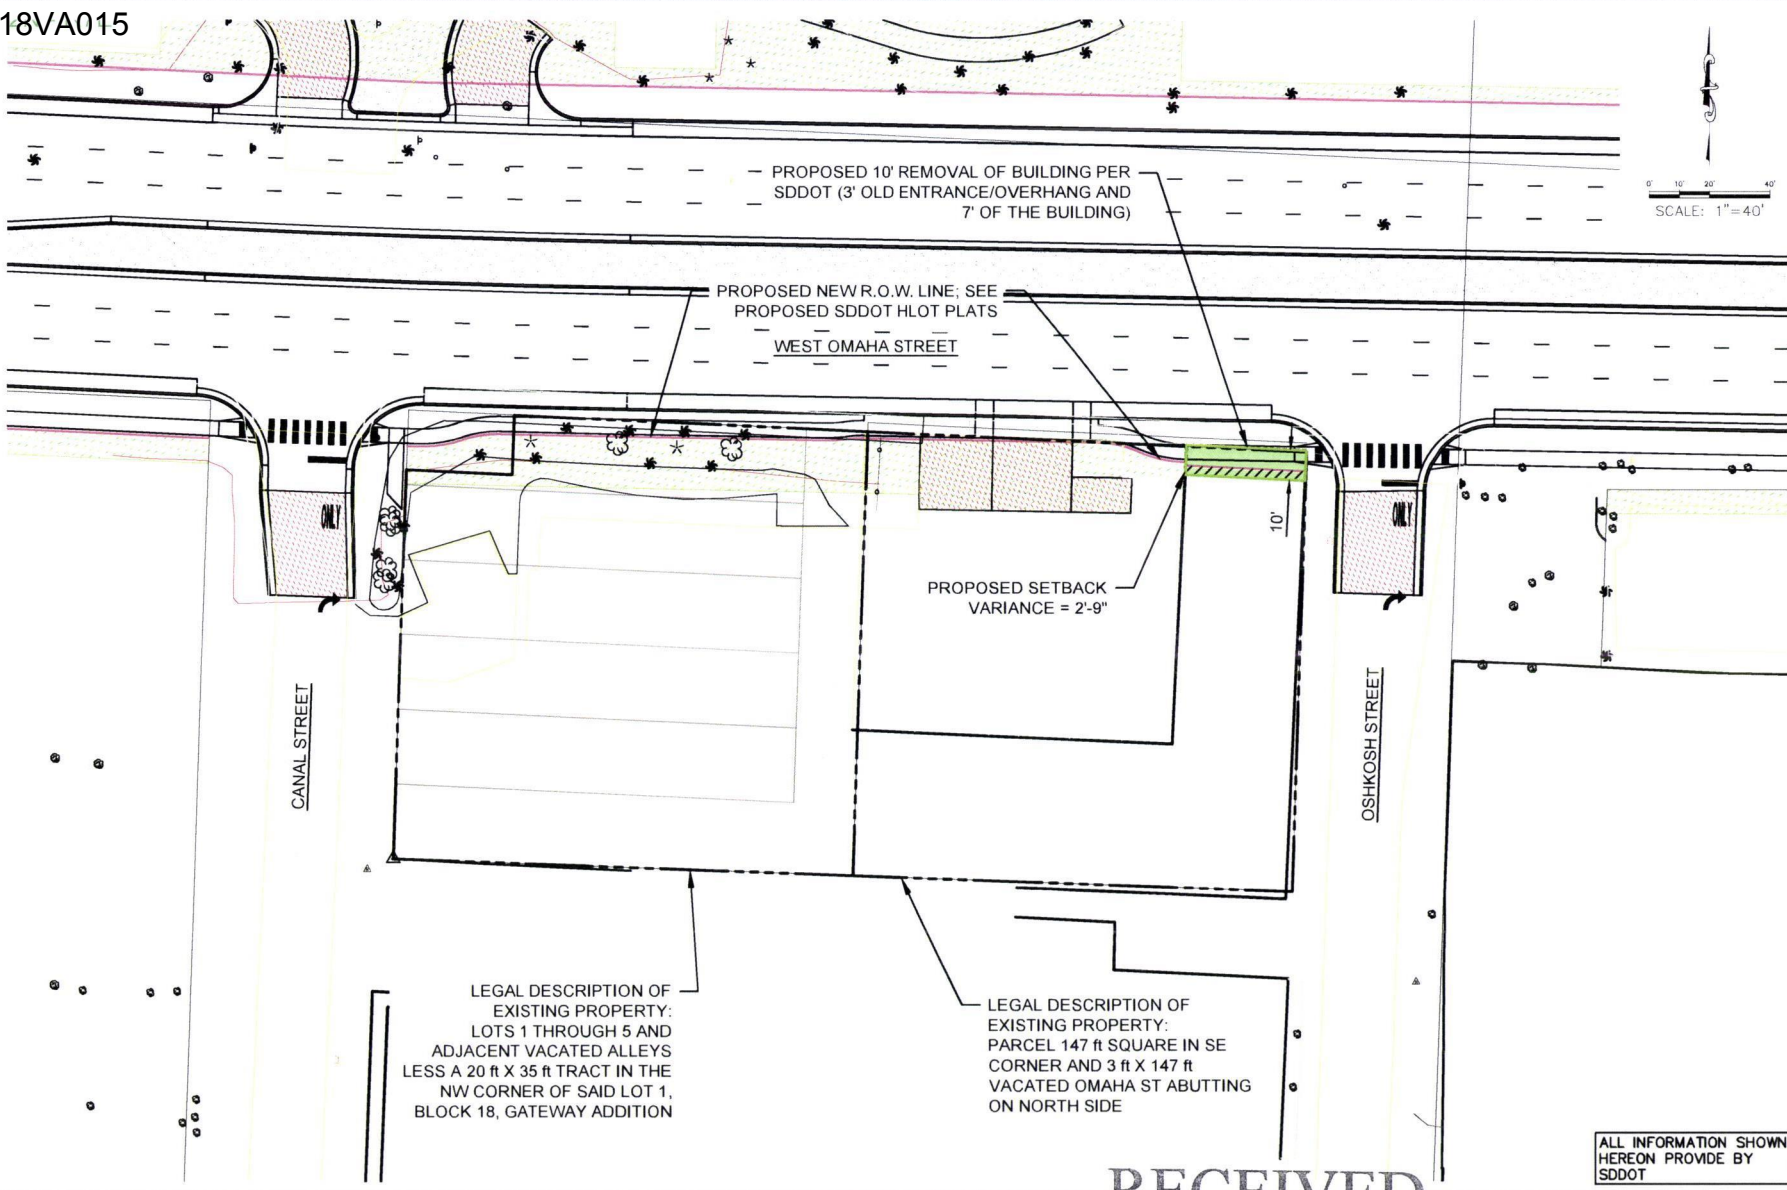 18VA015
PROPOSED 10' REMOVAL OF BUILDING PER
SDDOT (3' OLD ENTRANCE/OVERHANG AND
7' OF THE BUILDING)
0' 10' 20' 40'
SCALE: 1"=40'
PROPOSED NEW R.O.W. LINE; SEE
PROPOSED SDDOT HLOT PLATS
WEST OMAHA STREET
ONLY
ONLY
10'
PROPOSED SETBACK
VARIANCE = 2'-9"
CANAL STREET
OSHKOSH STREET
LEGAL DESCRIPTION OF
EXISTING PROPERTY:
LOTS 1 THROUGH 5 AND
ADJACENT VACATED ALLEYS
LESS A 20 ft X 35 ft TRACT IN THE
NW CORNER OF SAID LOT 1,
BLOCK 18, GATEWAY ADDITION
LEGAL DESCRIPTION OF
EXISTING PROPERTY:
PARCEL 147 ft SQUARE IN SE
CORNER AND 3 ft X 147 ft
VACATED OMAHA ST ABUTTING
ON NORTH SIDE
ALL INFORMATION SHOWN
HEREON PROVIDE BY
SDDOT
RECEIVED